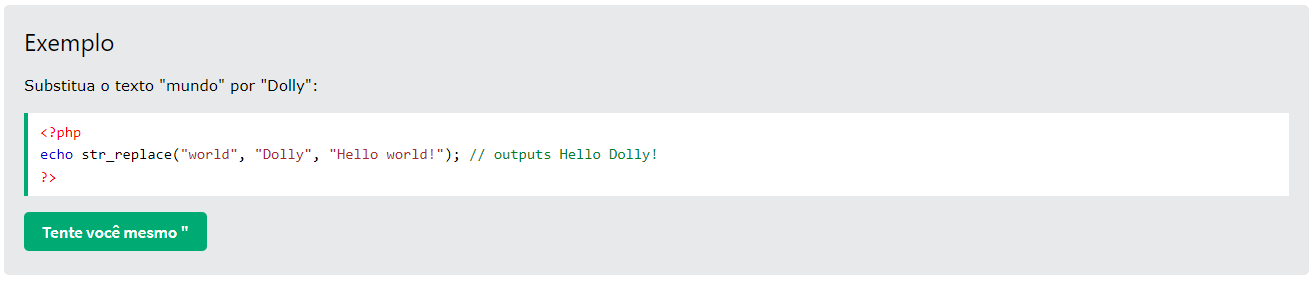 Exemplo
Substitua o texto "mundo" por "Dolly":
<?php
echo str_replace("world", "Dolly", "Hello world!"); // outputs Hello Dolly!
?>
Tente você mesmo "